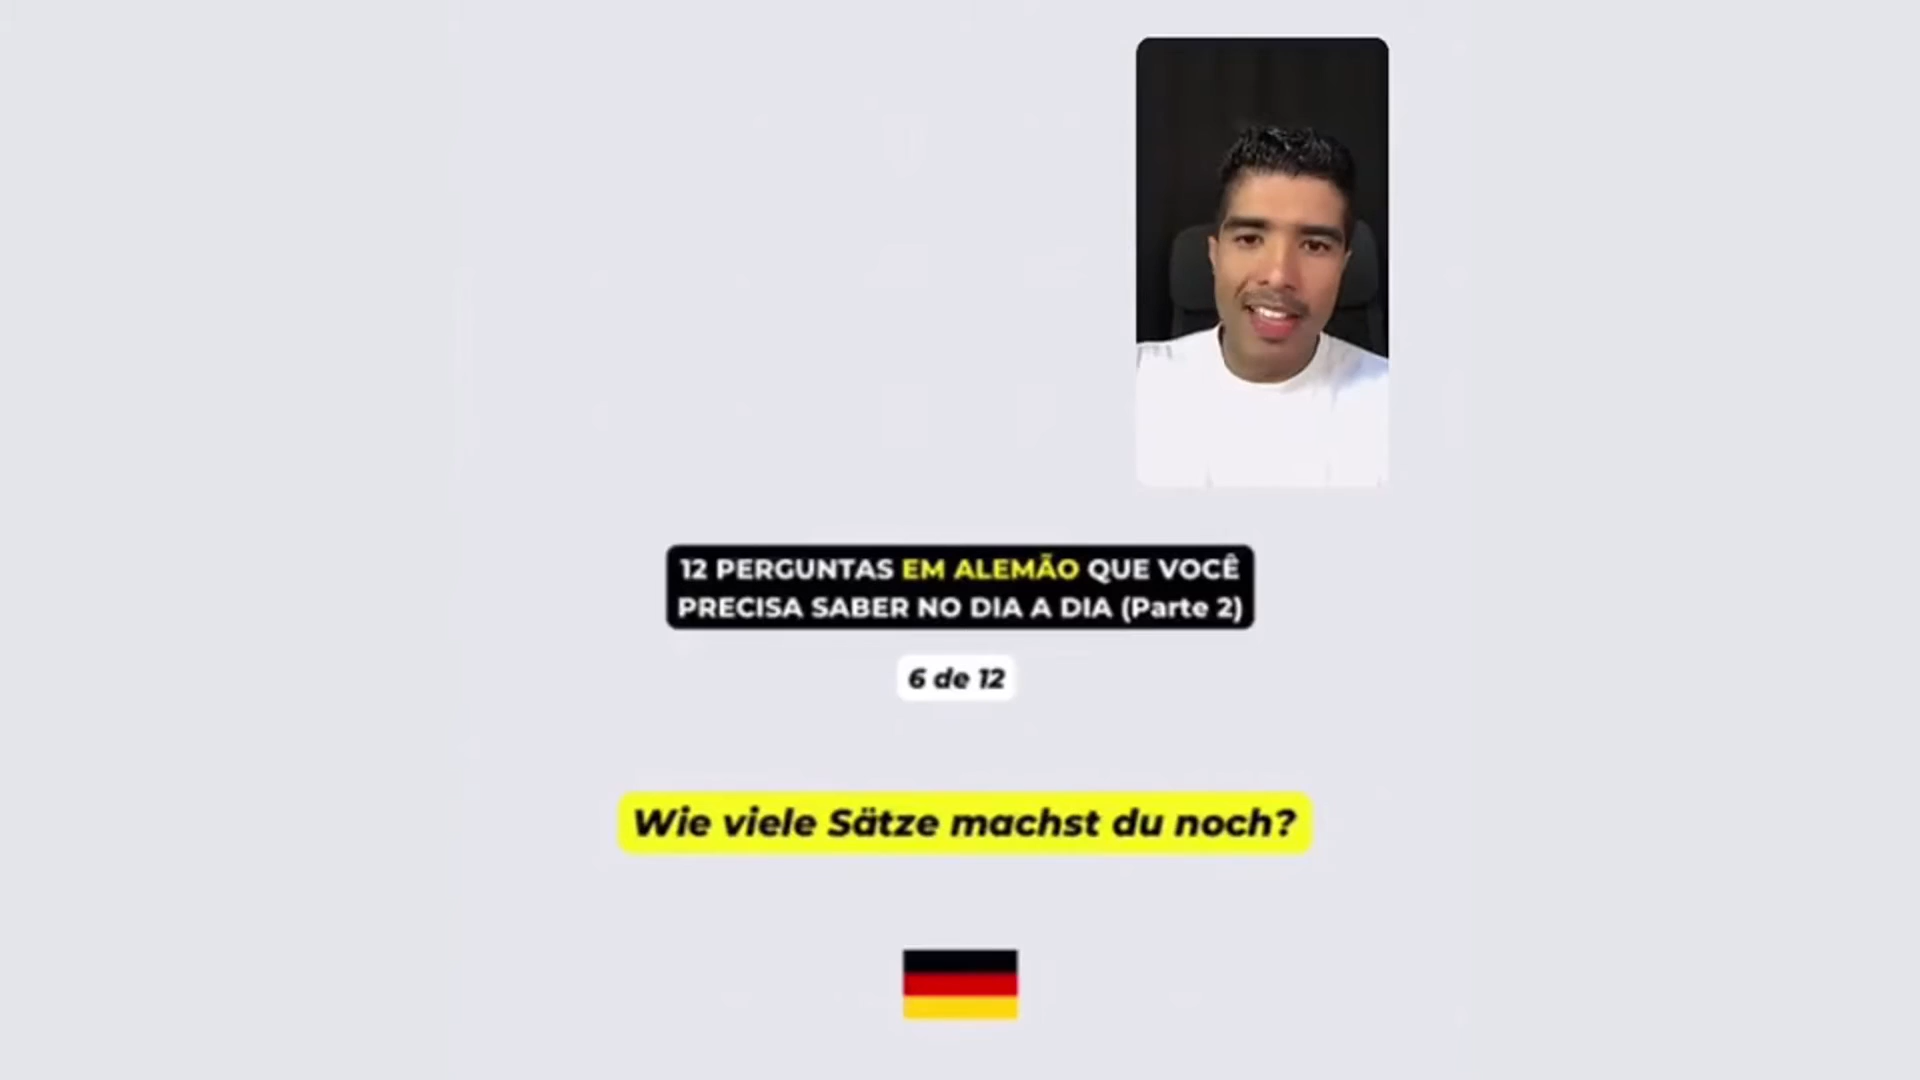 12 PERGUNTAS EM ALEMÃO QUE VOCÊ
PRECISA SABER NO DIA A DIA (Parte 2)
6 de 12
Wie viele Sätze machst du noch?